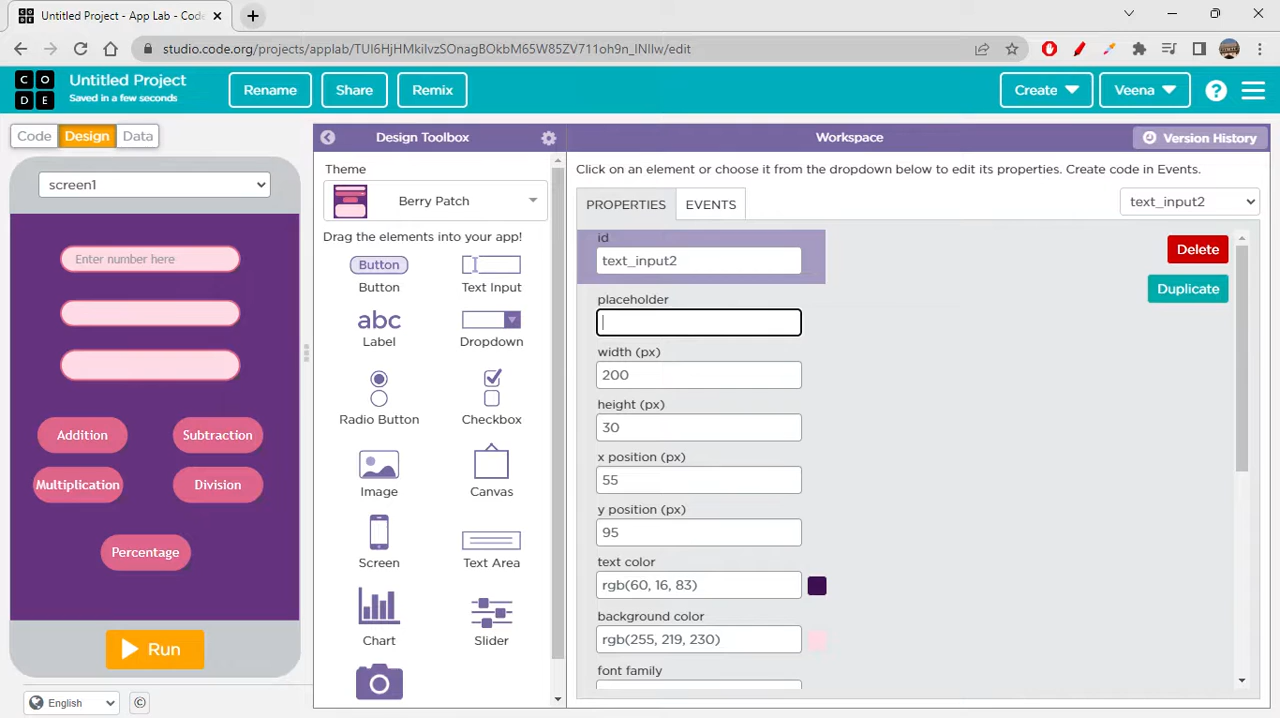 Untitled Project - App Lab - Code
studio.code.org/projects/applab/TUI6HjHMkiIvzSOnagBOkbM65W85ZV711oh9n_INIIw/edit
C O
D E
Untitled Project
Saved in a few seconds
Rename
Share
Remix
Create
Veena
?
Code
Design
Data
Design Toolbox
Workspace
Version History
screen1
Theme
Berry Patch
Click on an element or choose it from the dropdown below to edit its properties. Create code in Events.
PROPERTIES
EVENTS
text_input2
Drag the elements into your app!
id
text_input2
Delete
Enter number here
Button
Button
Text Input
Duplicate
placeholder
abc
Label
Dropdown
width (px)
200
Radio Button
Checkbox
height (px)
30
Addition
Subtraction
Multiplication
Division
x position (px)
55
Image
Canvas
y position (px)
95
Percentage
Screen
Text Area
text color
rgb(60, 16, 83)
background color
rgb(255, 219, 230)
Chart
Slider
Run
font family
English
©